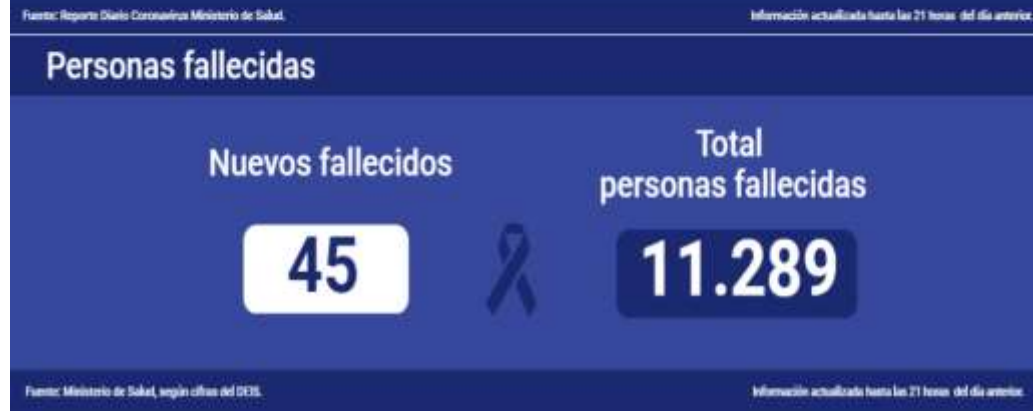 Fuente: Reporte Diario Coronavirus Ministerio de Salud.
Información actualizada hasta las 21 horas del día anterior.
Personas fallecidas
Nuevos fallecidos
Total
personas fallecidas
45
11.289
Fuente: Ministerio de Salud, según cifras del DEIS.
Información actualizada hasta las 21 horas del día anterior.